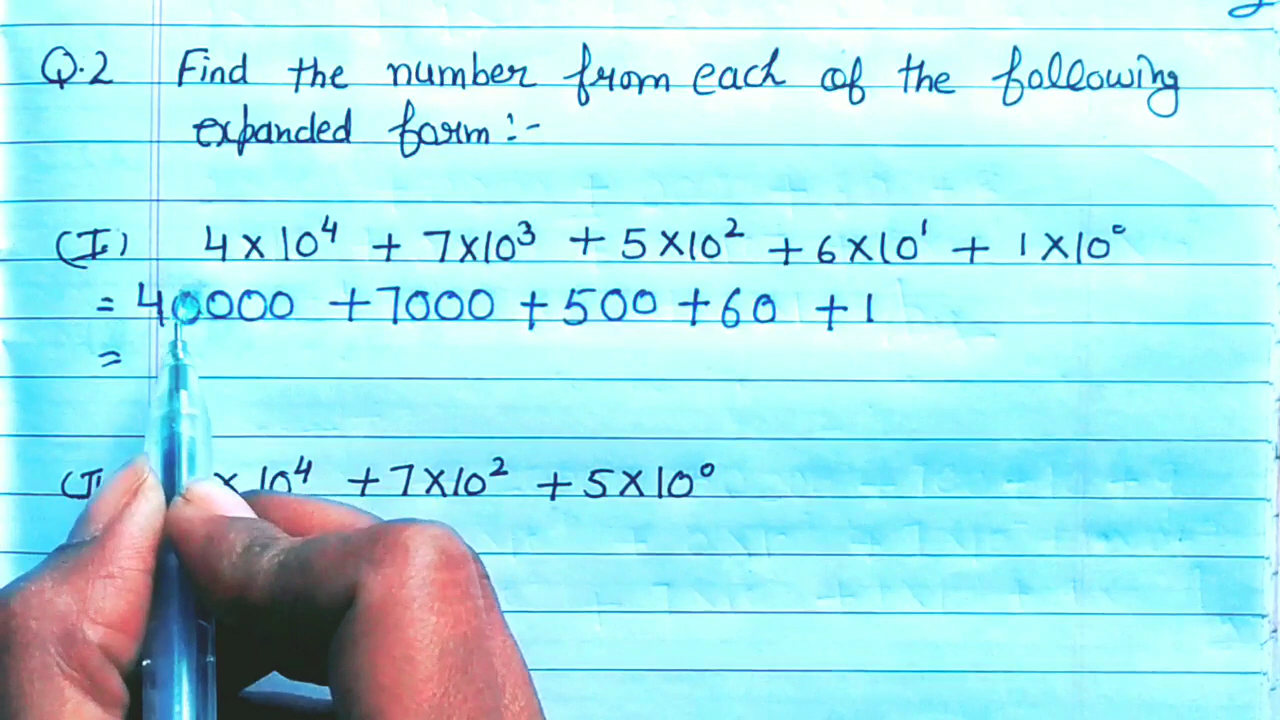 Q.2 Find the number from each of the following
expanded form:-
(I) 4×10⁴ + 7×10³ + 5×10² + 6×10¹ + 1×10⁰
= 40000 + 7000 + 500 + 60 + 1
=
× 10⁴ + 7×10² + 5×10⁰